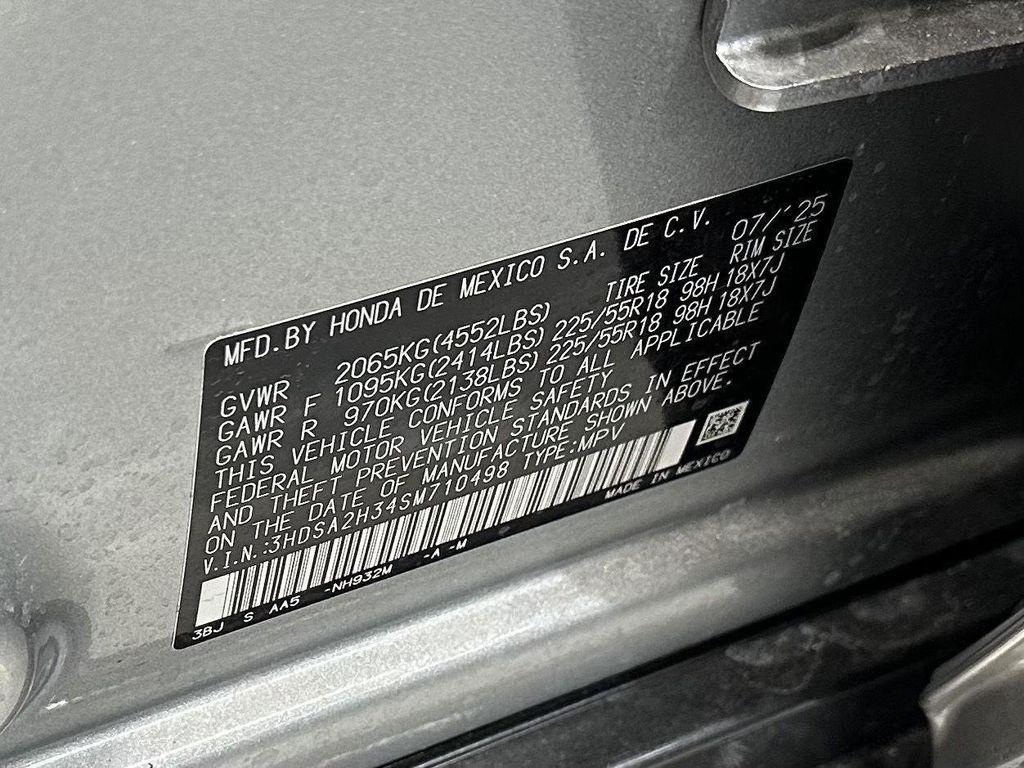 MFD. BY HONDA DE MEXICO S.A. DE C.V. 07/'25
GVWR 2065KG(4552LBS) TIRE SIZE RIM SIZE
GAWR F 1095KG(2414LBS) 225/55R18 98H 18X7J
GAWR R 970KG(2138LBS) 225/55R18 98H 18X7J
THIS VEHICLE CONFORMS TO ALL APPLICABLE
FEDERAL MOTOR VEHICLE SAFETY
AND THEFT PREVENTION STANDARDS IN EFFECT
ON THE DATE OF MANUFACTURE SHOWN ABOVE.
V.I.N.:3HDSA2H34SM710498 TYPE:MPV
MADE IN MEXICO
3BJ S AA5 -NH932M -A -M